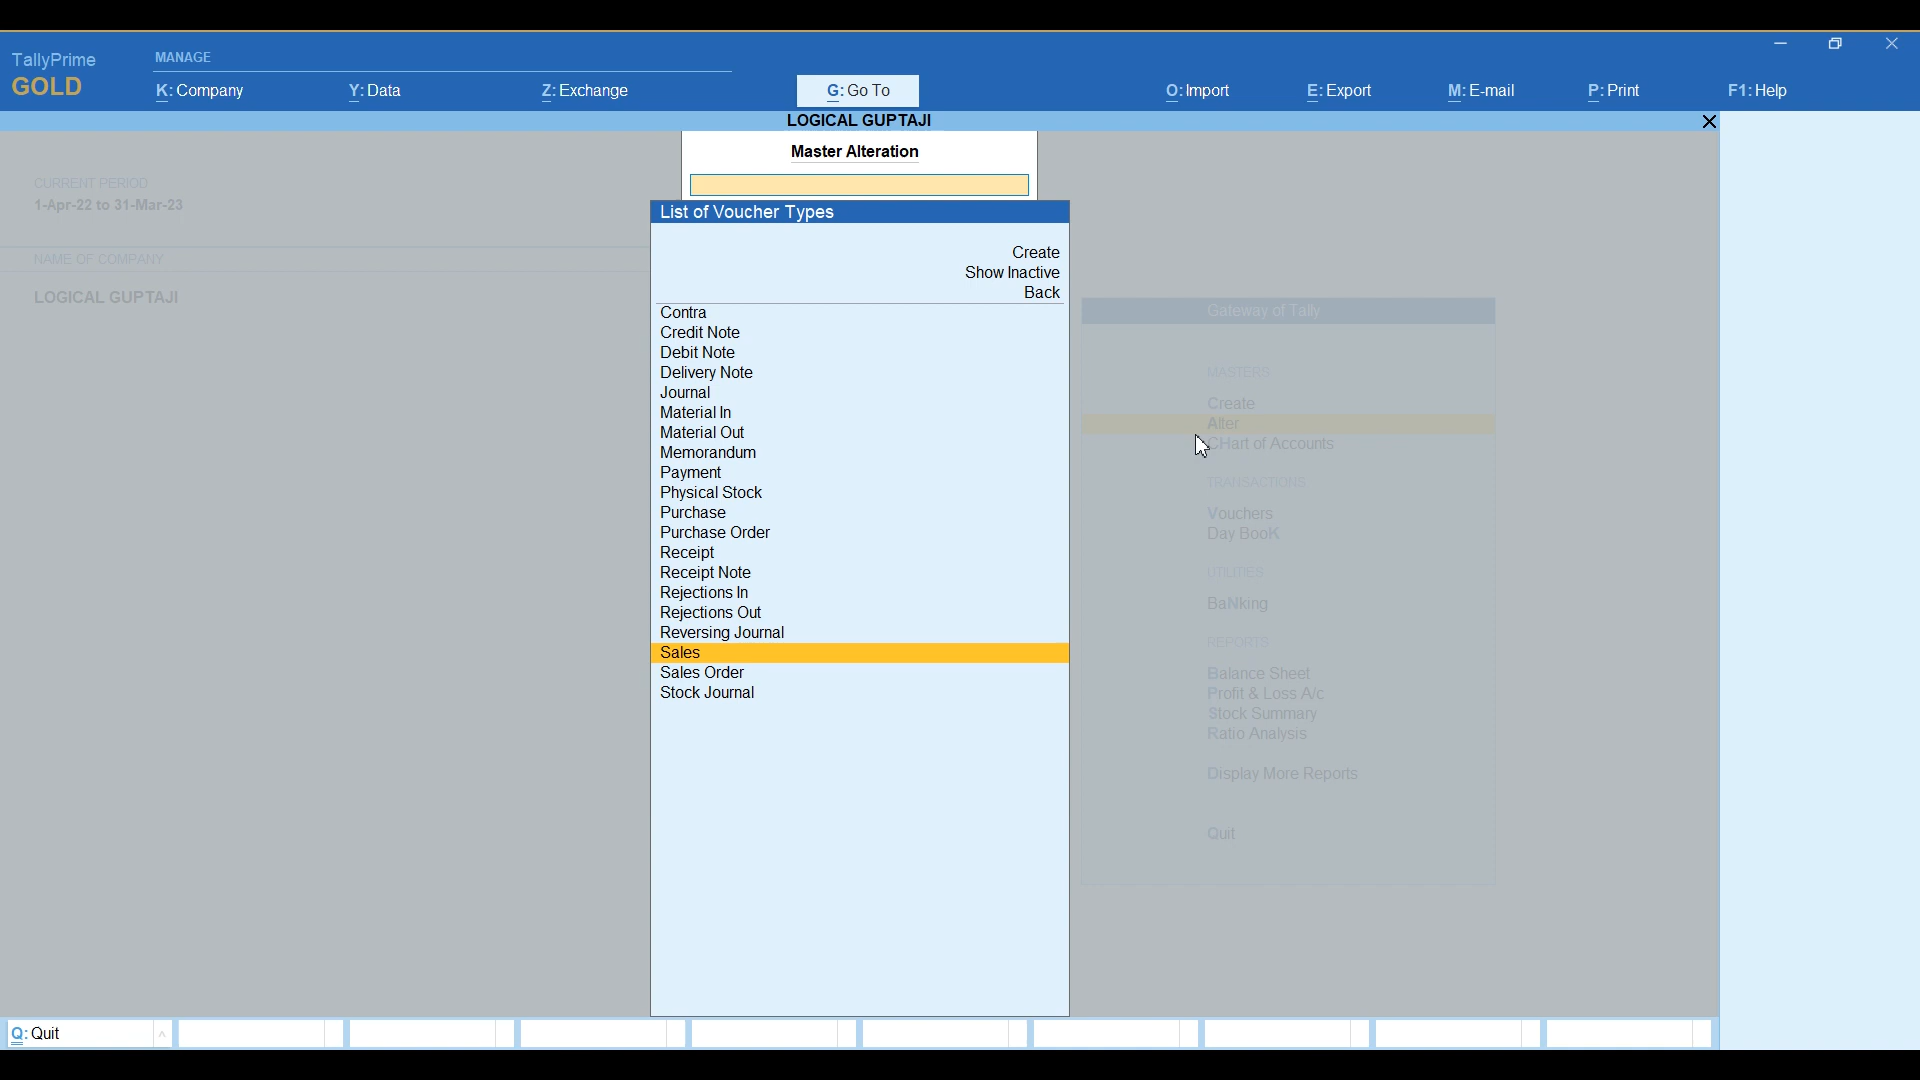 TallyPrime
GOLD
MANAGE
K: Company
Y: Data
Z: Exchange
G: Go To
O: Import
E: Export
M: E-mail
P: Print
F1: Help
LOGICAL GUPTAJI
Master Alteration
CURRENT PERIOD
1-Apr-22 to 31-Mar-23
NAME OF COMPANY
LOGICAL GUPTAJI
List of Voucher Types
Create
Show Inactive
Back
Contra
Credit Note
Debit Note
Delivery Note
Journal
Material In
Material Out
Memorandum
Payment
Physical Stock
Purchase
Purchase Order
Receipt
Receipt Note
Rejections In
Rejections Out
Reversing Journal
Sales
Sales Order
Stock Journal
Gateway of Tally
MASTERS
Create
Alter
CHart of Accounts
TRANSACTIONS
Vouchers
Day BooK
UTILITIES
BaNking
REPORTS
Balance Sheet
Profit & Loss A/c
Stock Summary
Ratio Analysis
Display More Reports
Quit
Q: Quit